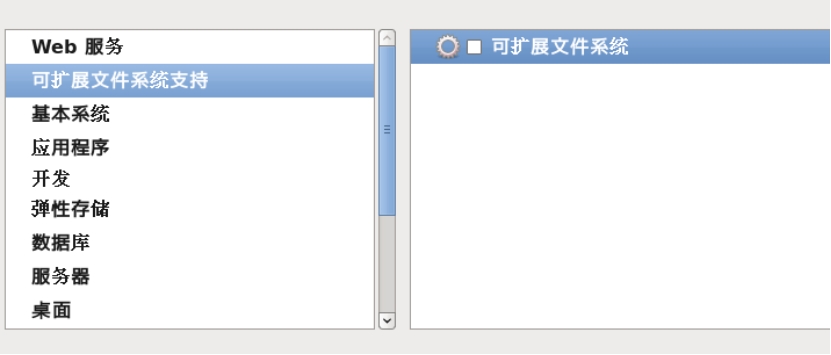 Web 服务
可扩展文件系统支持
基本系统
应用程序
开发
弹性存储
数据库
服务器
桌面
可扩展文件系统